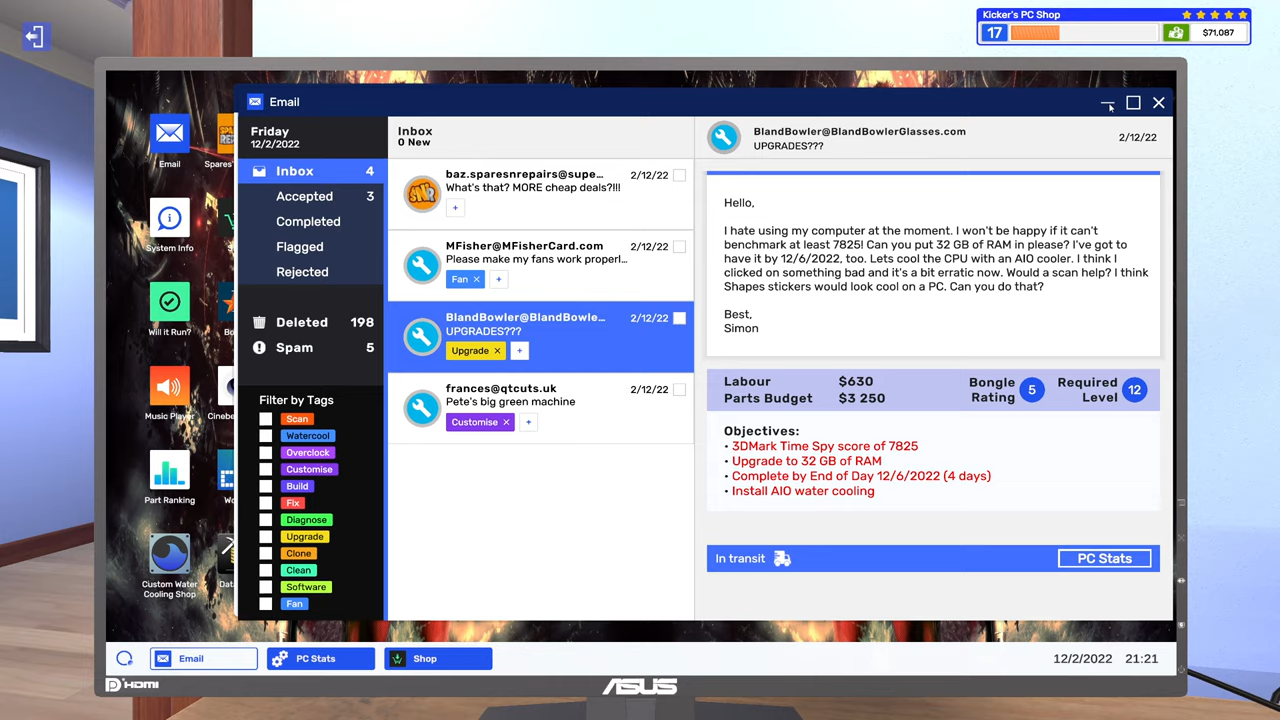 Kicker's PC Shop
17
$71,087
Email
Friday
12/2/2022
Inbox 4
Accepted 3
Completed
Flagged
Rejected
Deleted 198
Spam 5
Filter by Tags
Scan
Watercool
Overclock
Customise
Build
Fix
Diagnose
Upgrade
Clone
Clean
Software
Fan
Inbox
0 New
baz.sparesnrepairs@supe... 2/12/22
What's that? MORE cheap deals?!!!
+
MFisher@MFisherCard.com 2/12/22
Please make my fans work properl...
Fan × +
BlandBowler@BlandBowle... 2/12/22
UPGRADES???
Upgrade × +
frances@qtcuts.uk 2/12/22
Pete's big green machine
Customise × +
BlandBowler@BlandBowlerGlasses.com
UPGRADES???
2/12/22
Hello,
I hate using my computer at the moment. I won't be happy if it can't
benchmark at least 7825! Can you put 32 GB of RAM in please? I've got to
have it by 12/6/2022, too. Lets cool the CPU with an AIO cooler. I think I
clicked on something bad and it's a bit erratic now. Would a scan help? I think
Shapes stickers would look cool on a PC. Can you do that?
Best,
Simon
Labour $630
Parts Budget $3 250
Bongle
Rating 5
Required
Level 12
Objectives:
• 3DMark Time Spy score of 7825
• Upgrade to 32 GB of RAM
• Complete by End of Day 12/6/2022 (4 days)
• Install AIO water cooling
In transit
PC Stats
Email
System Info
Will it Run?
Music Player
Part Ranking
Custom Water
Cooling Shop
Spares
Cineb
Email
PC Stats
Shop
12/2/2022 21:21
HDMI
ASUS